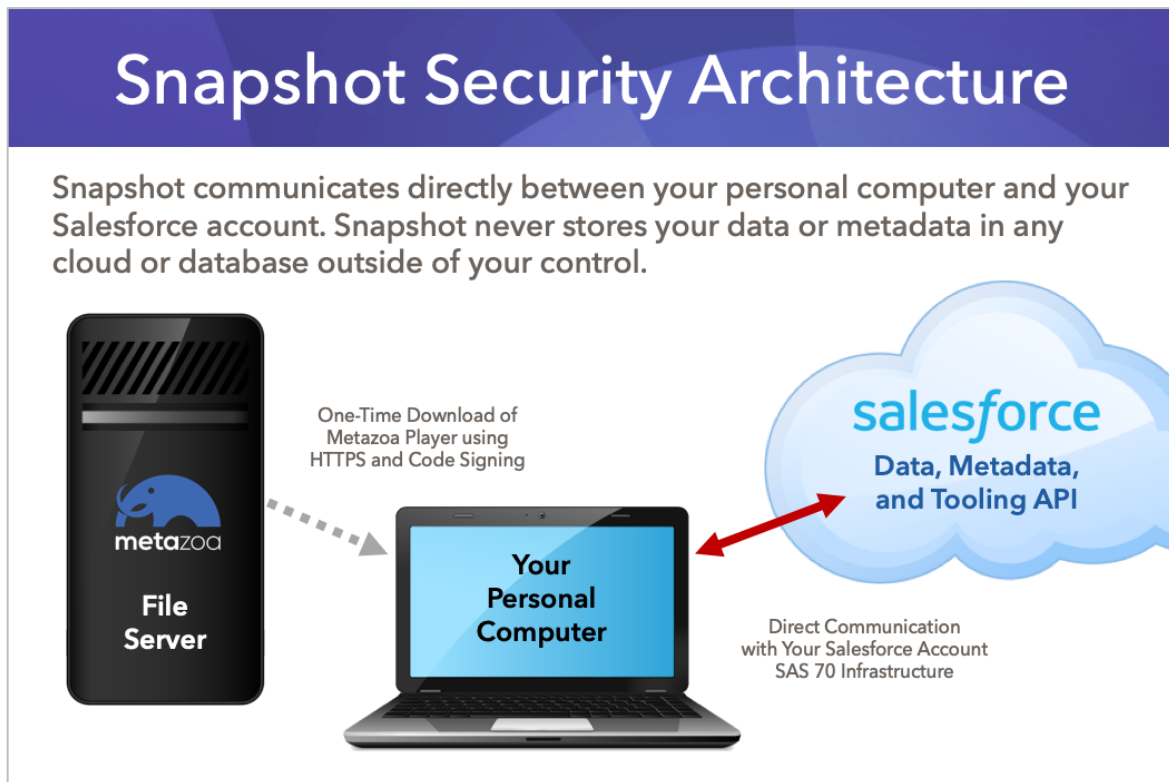 Snapshot Security Architecture
Snapshot communicates directly between your personal computer and your
Salesforce account. Snapshot never stores your data or metadata in any
cloud or database outside of your control.
One-Time Download of
Metazoa Player using
HTTPS and Code Signing
salesforce
Data, Metadata,
and Tooling API
metazoa
File
Server
Your
Personal
Computer
Direct Communication
with Your Salesforce Account
SAS 70 Infrastructure